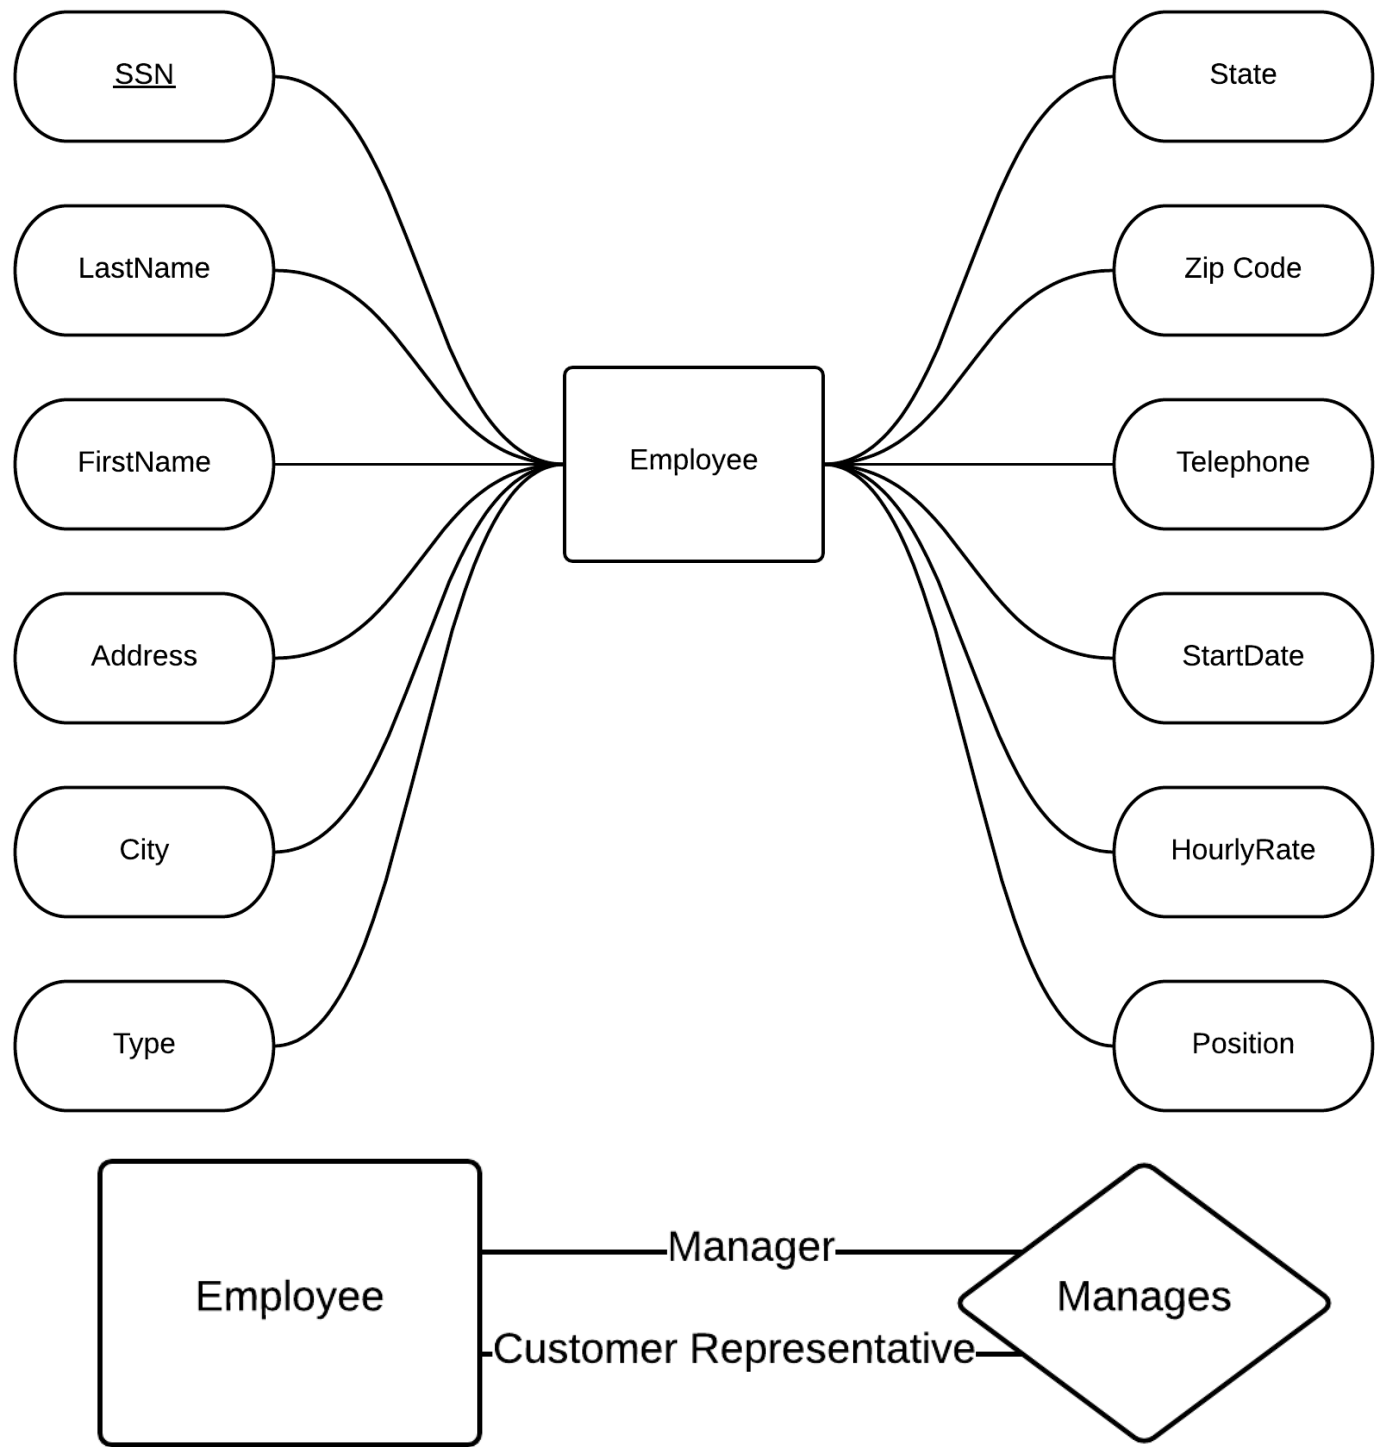 SSN
State
LastName
Zip Code
FirstName
Employee
Telephone
Address
StartDate
City
HourlyRate
Type
Position
Employee
Manager
Manages
Customer Representative